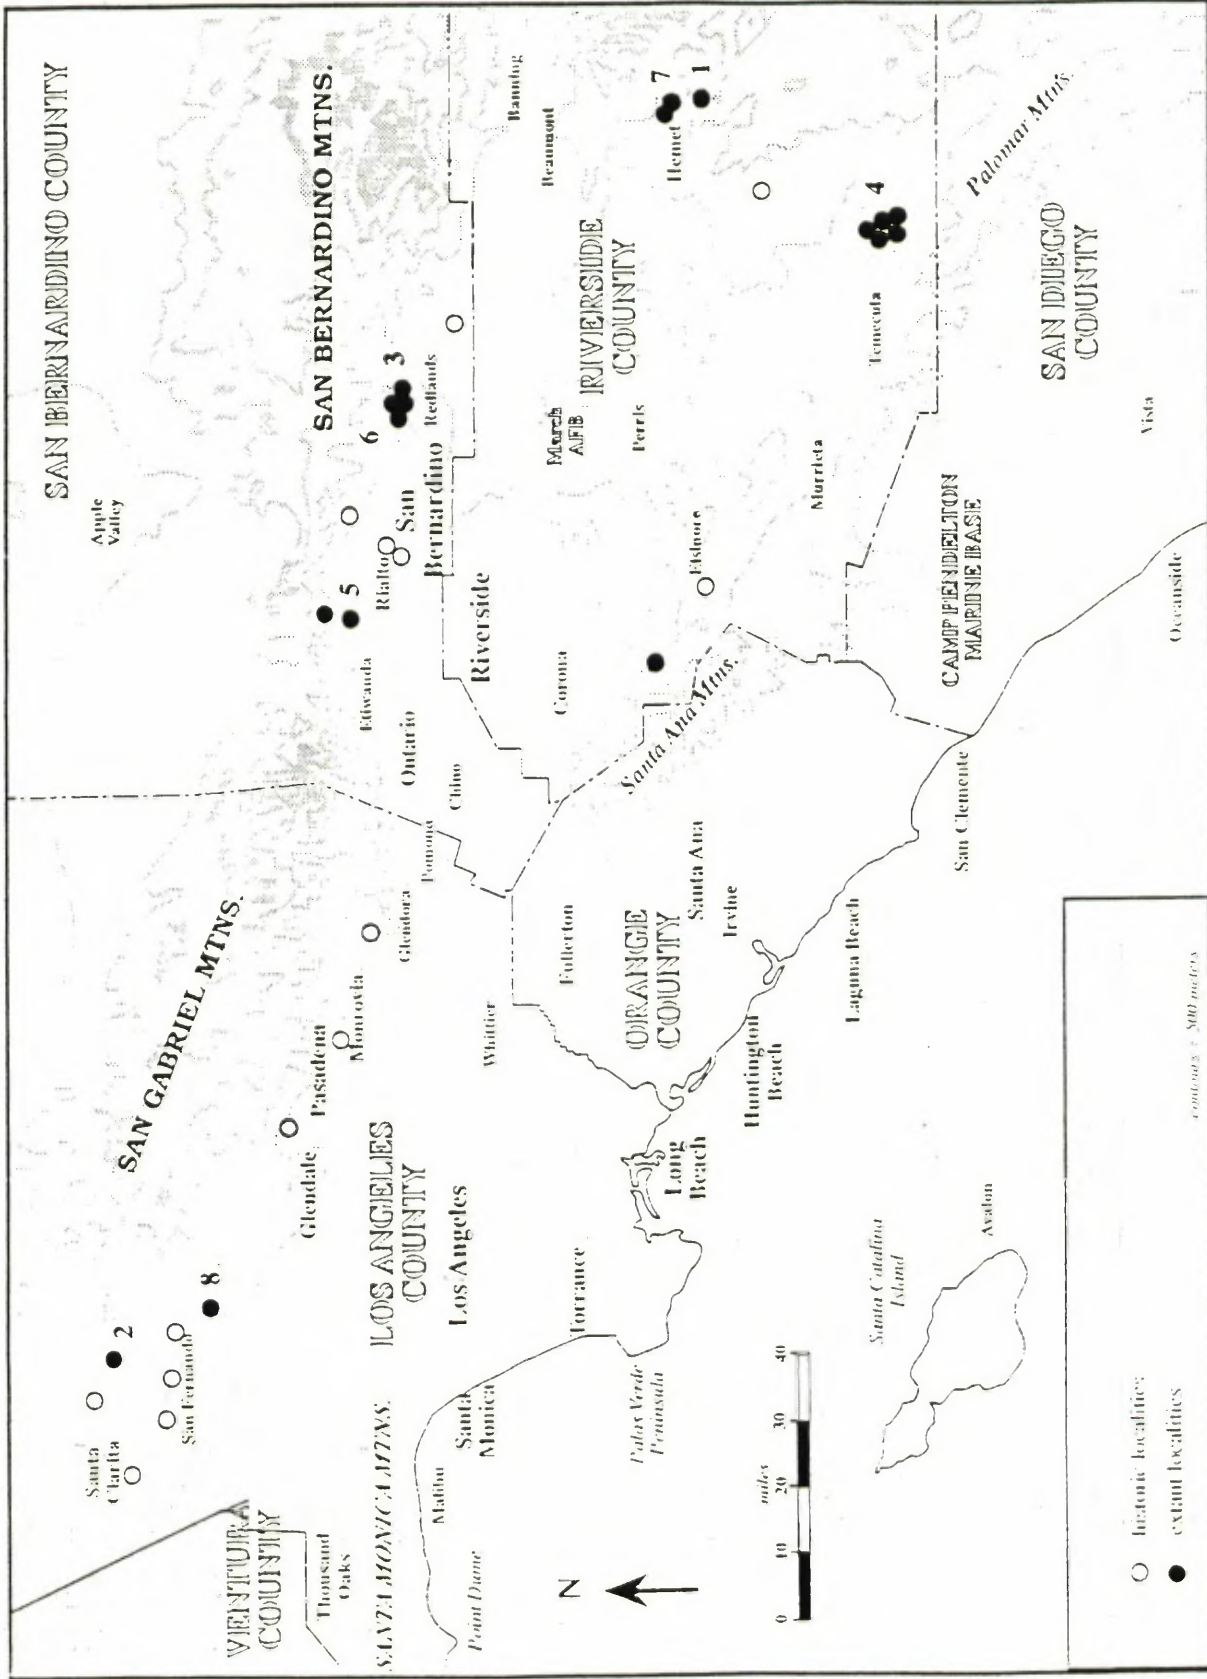 SAN BERNARDINO COUNTY
Apple
Valley
SAN GABRIEL MTNS.
SAN BERNARDINO MTNS.
Santa
Clarita
2
San Fernando
8
VENTURA
COUNTY
Thousand
Oaks
Glendale
Pasadena
Monrovia
Glendora
Pomona
Etiwanda
Ontario
Chino
5
Rialto
San
Bernardino
6
3
Redlands
SANTA MONICA MTNS.
LOS ANGELES
COUNTY
Los Angeles
Malibu
Santa
Monica
Point Dume
Whittier
Riverside
Banning
Beaumont
Torrance
Fullerton
Corona
March
AFB
RIVERSIDE
COUNTY
Perris
7
Hemet
1
N
Palos Verde
Peninsula
Long
Beach
ORANGE
COUNTY
Santa Ana
Irvine
Santa Ana Mtns.
Elsinore
Huntington
Beach
Laguna Beach
Murrieta
Temecula
4
miles
0 10 20 30 40
Santa Catalina
Island
Avalon
San Clemente
CAMP PENDELTON
MARINE BASE
Palomar Mtns.
SAN DIEGO
COUNTY
Vista
Oceanside
historic localities
extant localities
contours = 500 meters